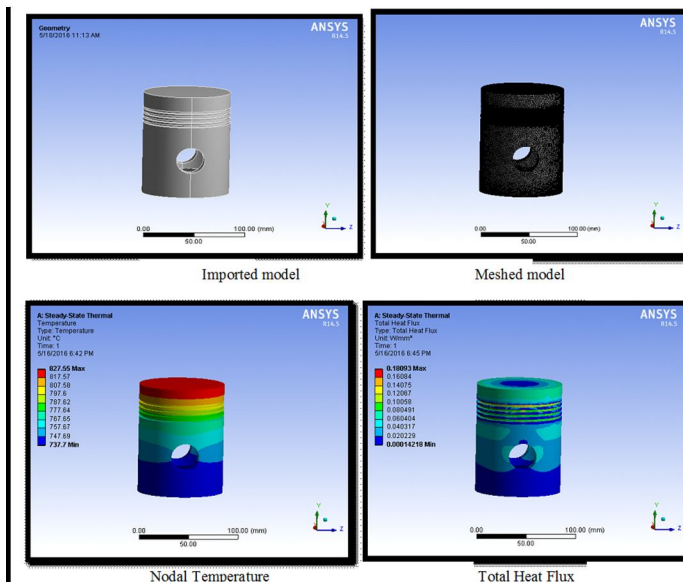 Geometry
5/18/2016 11:13 AM
ANSYS
R14.5
0.00
100.00 (mm)
50.00
Y
Z
Imported model
ANSYS
R14.5
0.00
100.00 (mm)
50.00
Y
Z
Meshed model
A: Steady-State Thermal
Temperature
Type: Temperature
Unit: °C
Time: 1
5/16/2016 6:42 PM
ANSYS
R14.5
827.55 Max
817.57
807.58
797.6
787.62
777.64
767.65
757.67
747.69
737.7 Min
0.00
100.00 (mm)
50.00
Y
Z
Nodal Temperature
A: Steady-State Thermal
Total Heat Flux
Type: Total Heat Flux
Unit: W/mm²
Time: 1
5/16/2016 6:45 PM
ANSYS
R14.5
0.18093 Max
0.16084
0.14075
0.12067
0.10058
0.080491
0.060404
0.040317
0.020229
0.00014218 Min
0.00
100.00 (mm)
50.00
Y
Z
Total Heat Flux